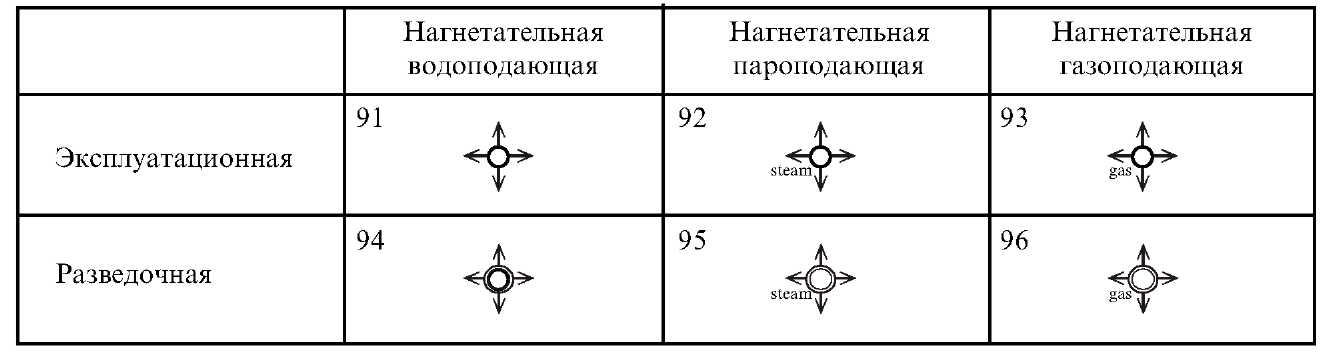 Нагнетательная
водоподающая
Нагнетательная
пароподающая
Нагнетательная
газоподающая
Эксплуатационная
91
92
steam
93
gas
Разведочная
94
95
steam
96
gas